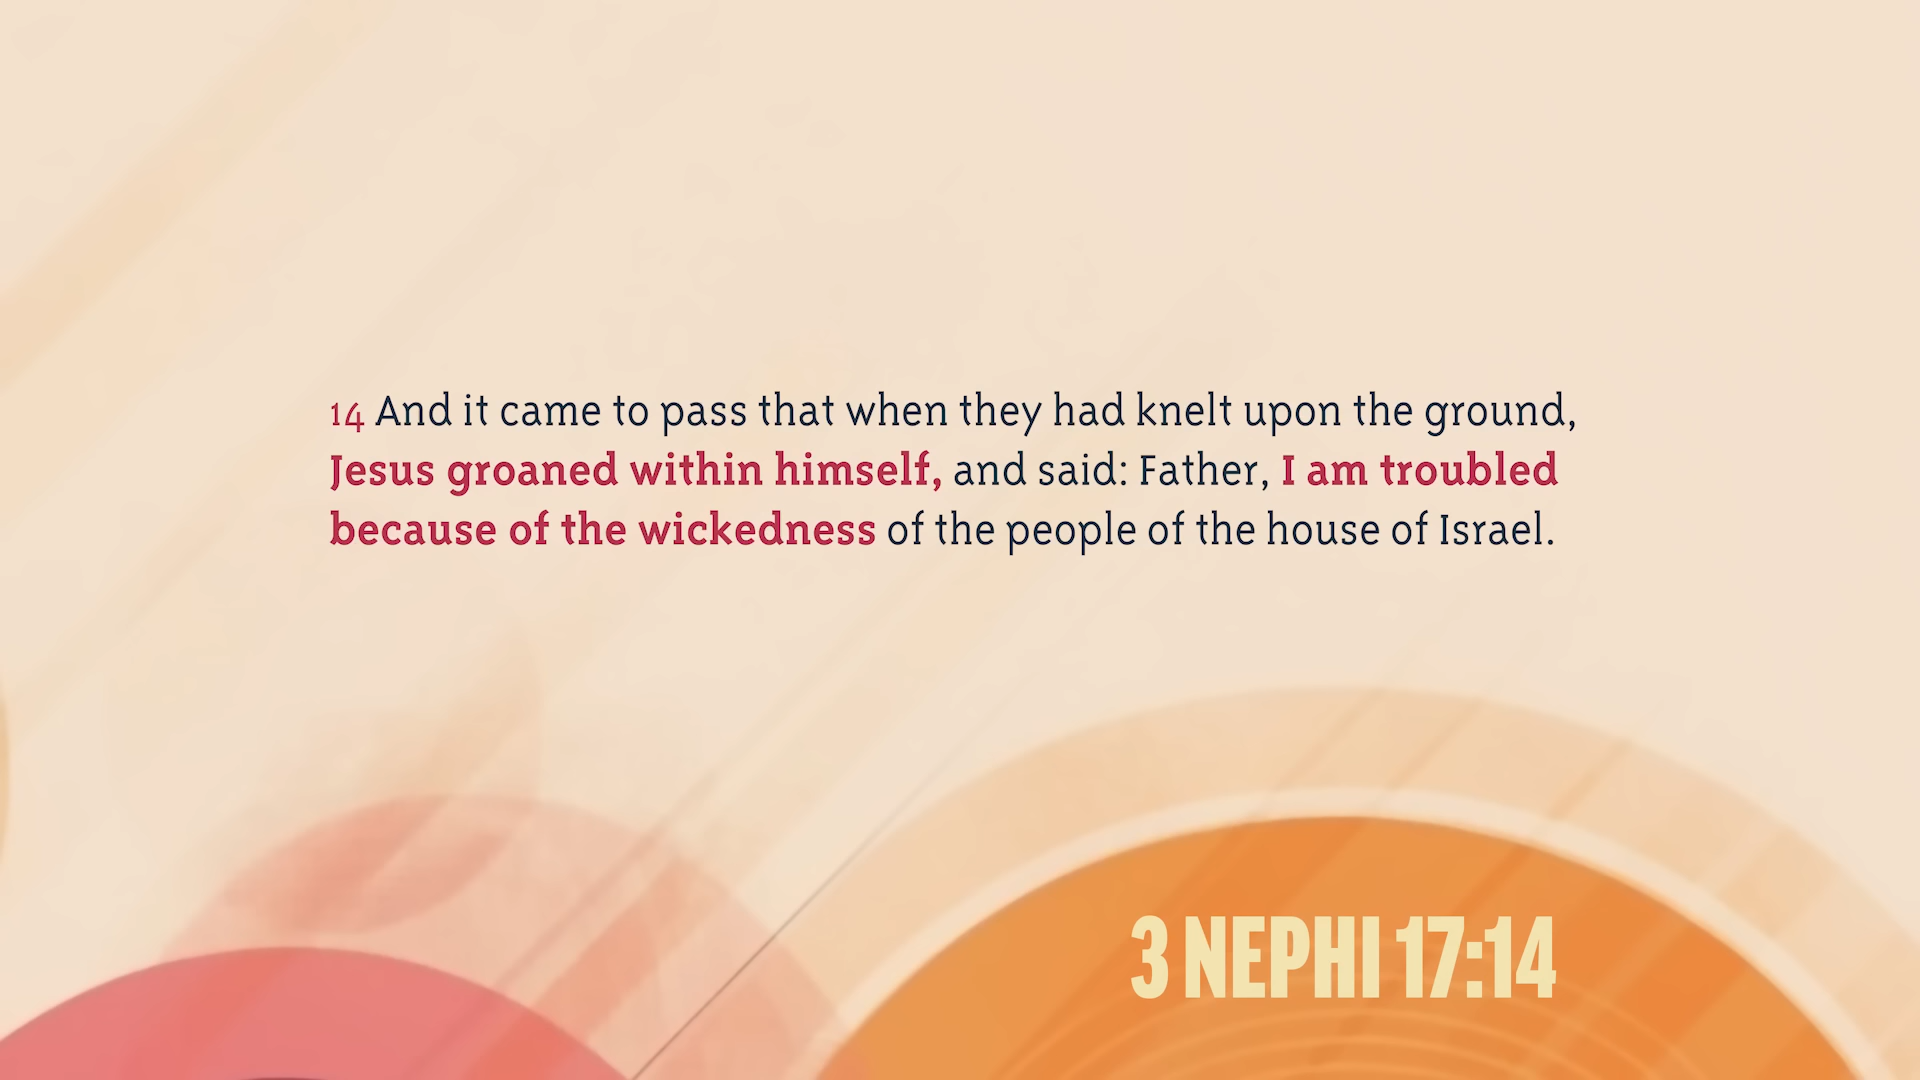 14 And it came to pass that when they had knelt upon the ground,
Jesus groaned within himself, and said: Father, I am troubled
because of the wickedness of the people of the house of Israel.
3 NEPHI 17:14